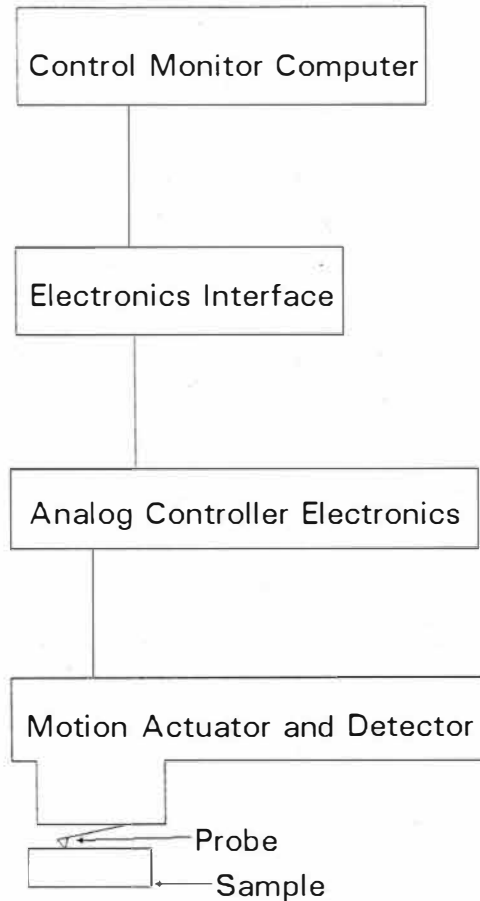 Control Monitor Computer
Electronics Interface
Analog Controller Electronics
Motion Actuator and Detector
Probe
Sample